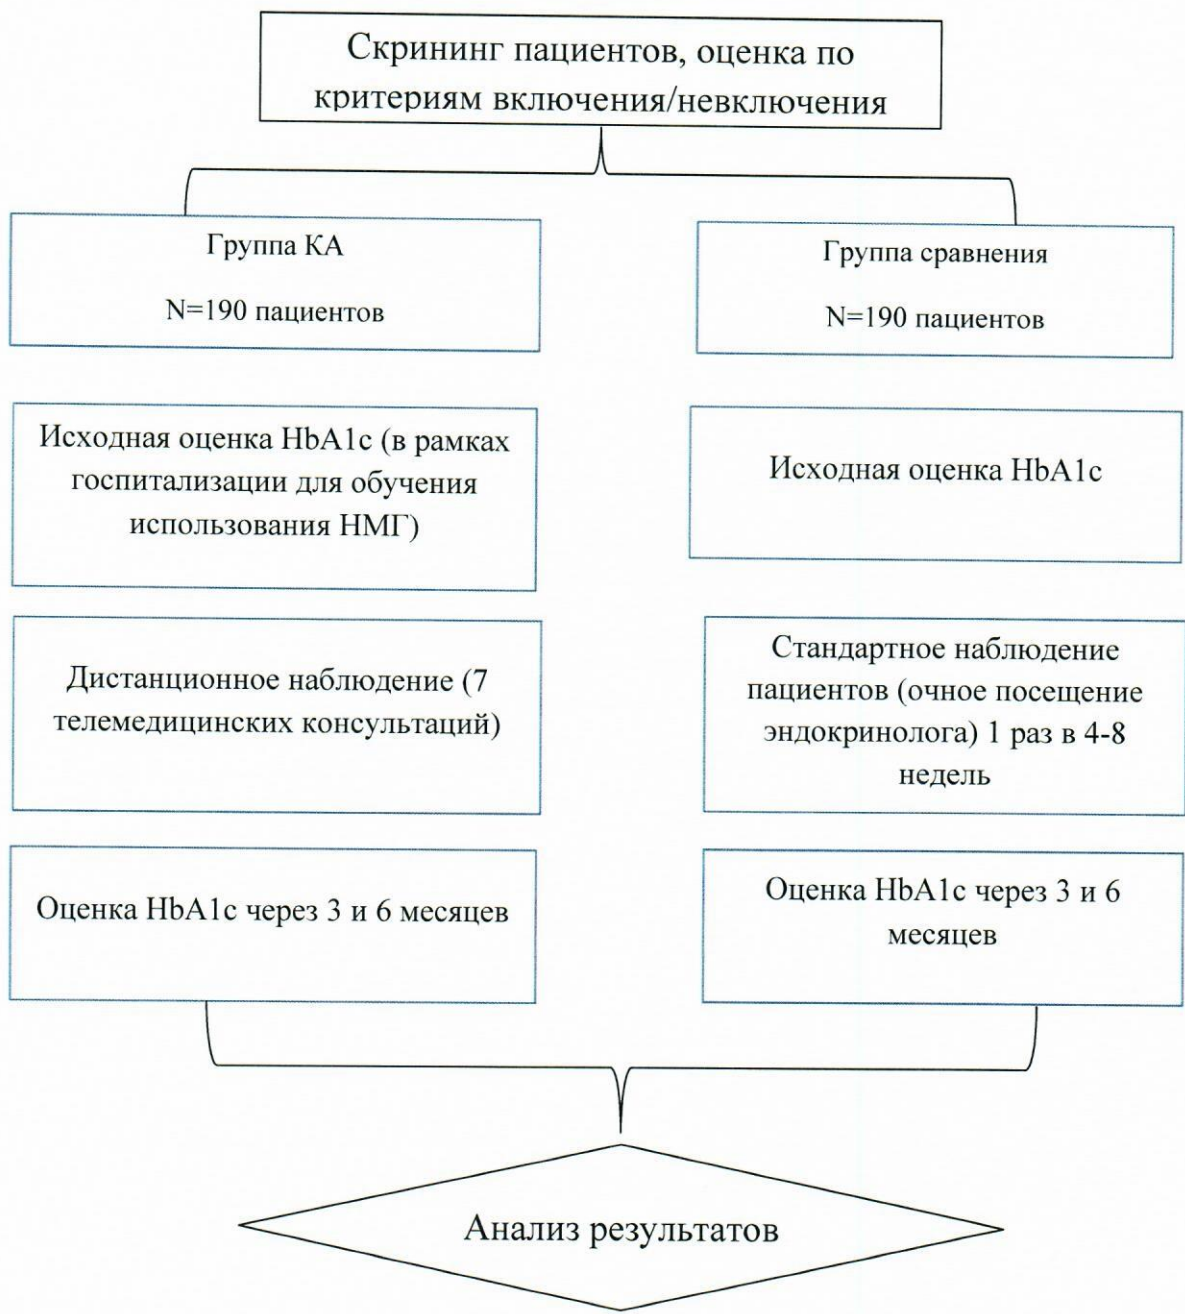 Скрининг пациентов, оценка по
критериям включения/невключения
Группа КА
N=190 пациентов
Группа сравнения
N=190 пациентов
Исходная оценка HbA1c (в рамках
госпитализации для обучения
использования НМГ)
Исходная оценка HbA1c
Дистанционное наблюдение (7
телемедицинских консультаций)
Стандартное наблюдение
пациентов (очное посещение
эндокринолога) 1 раз в 4-8
недель
Оценка HbA1c через 3 и 6 месяцев
Оценка HbA1c через 3 и 6
месяцев
Анализ результатов